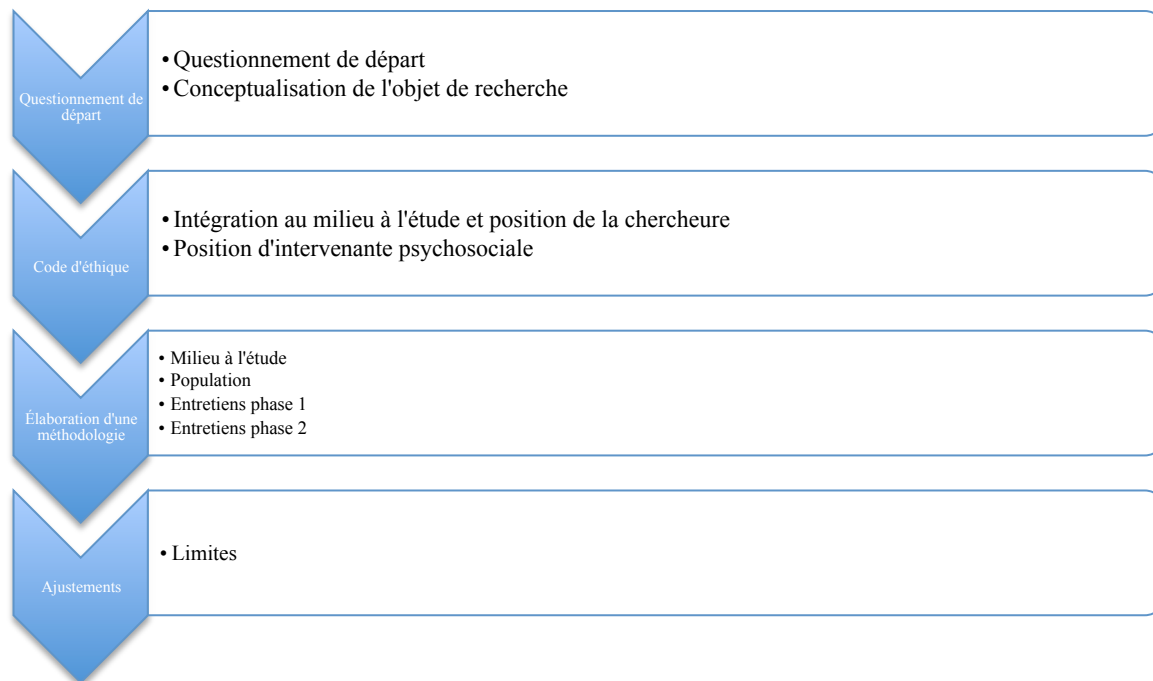 Questionnement de
départ
• Questionnement de départ
• Conceptualisation de l'objet de recherche
Code d'éthique
• Intégration au milieu à l'étude et position de la chercheure
• Position d'intervenante psychosociale
Élaboration d'une
méthodologie
• Milieu à l'étude
• Population
• Entretiens phase 1
• Entretiens phase 2
Ajustements
• Limites